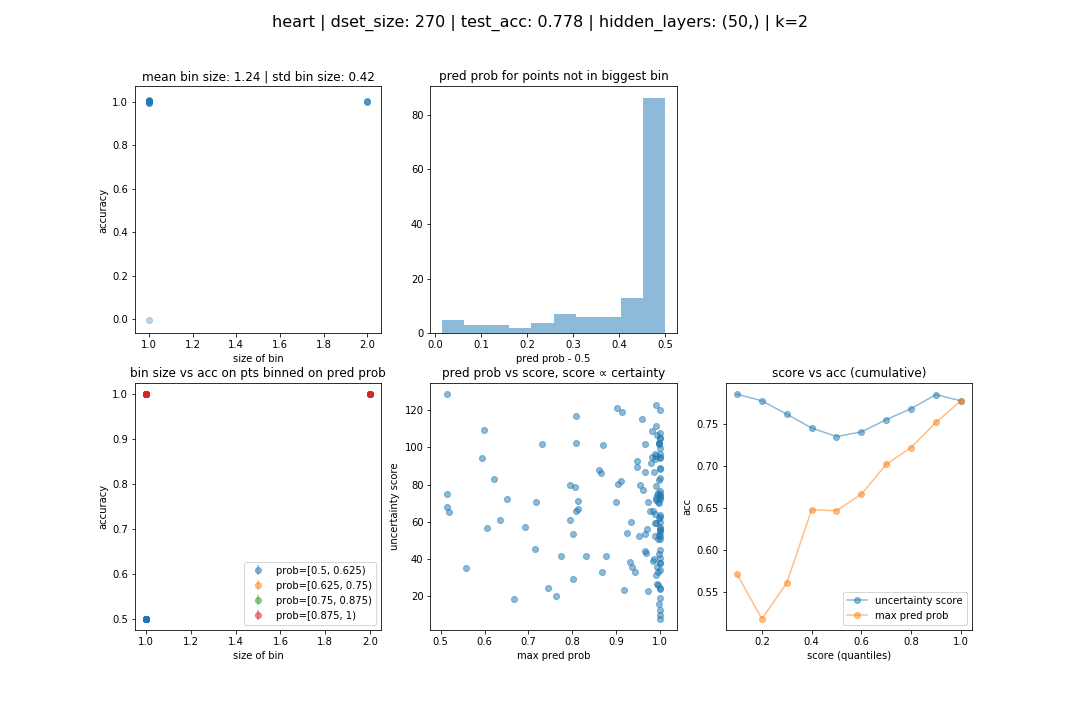 heart | dset_size: 270 | test_acc: 0.778 | hidden_layers: (50,) | k=2
mean bin size: 1.24 | std bin size: 0.42
1.0
0.8
0.6
0.4
0.2
0.0
accuracy
1.0 1.2 1.4 1.6 1.8 2.0
size of bin
pred prob for points not in biggest bin
80
60
40
20
0
0.0 0.1 0.2 0.3 0.4 0.5
pred prob - 0.5
bin size vs acc on pts binned on pred prob
1.0
0.9
0.8
0.7
0.6
0.5
accuracy
prob=[0.5, 0.625)
prob=[0.625, 0.75)
prob=[0.75, 0.875)
prob=[0.875, 1)
1.0 1.2 1.4 1.6 1.8 2.0
size of bin
pred prob vs score, score ∝ certainty
120
100
80
60
40
20
uncertainty score
0.5 0.6 0.7 0.8 0.9 1.0
max pred prob
score vs acc (cumulative)
0.75
0.70
0.65
0.60
0.55
acc
uncertainty score
max pred prob
0.2 0.4 0.6 0.8 1.0
score (quantiles)